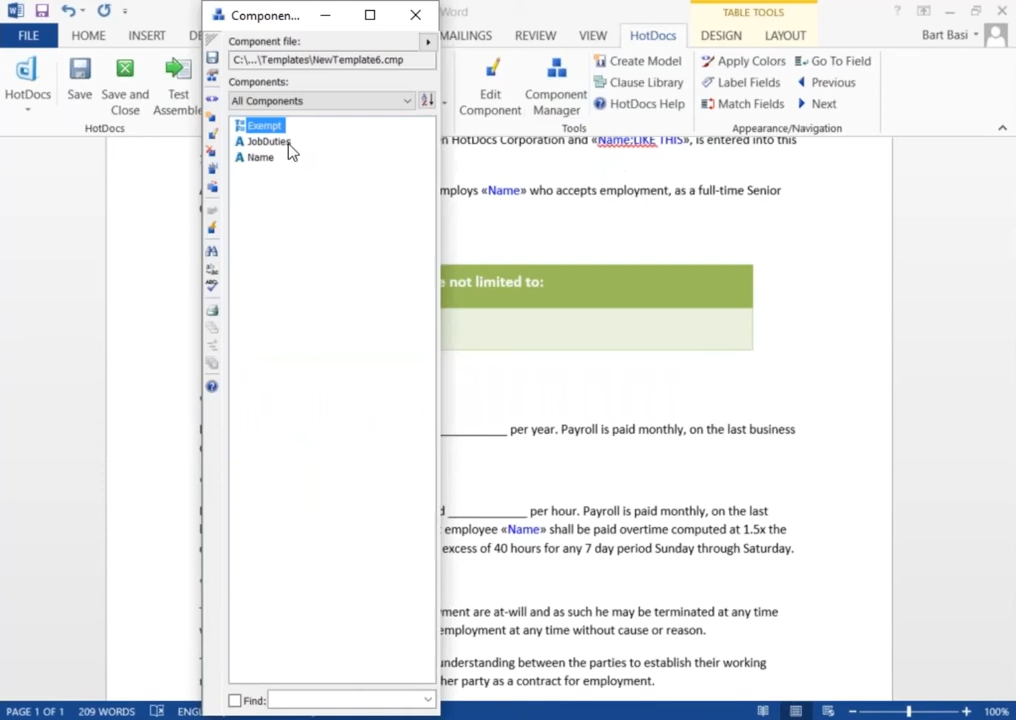 Word
TABLE TOOLS
FILE
HOME
INSERT
DE
MAILINGS
REVIEW
VIEW
HotDocs
DESIGN
LAYOUT
Bart Basi
HotDocs
Save
Save and Close
Test Assemble
HotDocs
Edit Component
Component Manager
Create Model
Clause Library
HotDocs Help
Tools
Apply Colors
Label Fields
Match Fields
Go To Field
Previous
Next
Appearance/Navigation
Componen...
Component file:
C:\...\Templates\NewTemplate6.cmp
Components:
All Components
Exempt
JobDuties
Name
Find:
n HotDocs Corporation and «Name:LIKE THIS», is entered into this
mploys «Name» who accepts employment, as a full-time Senior
e not limited to:
____________ per year. Payroll is paid monthly, on the last business
d ____________ per hour. Payroll is paid monthly, on the last
employee «Name» shall be paid overtime computed at 1.5x the
excess of 40 hours for any 7 day period Sunday through Saturday.
ment are at-will and as such he may be terminated at any time
employment at any time without cause or reason.
understanding between the parties to establish their working
her party as a contract for employment.
PAGE 1 OF 1
209 WORDS
ENGL
100%